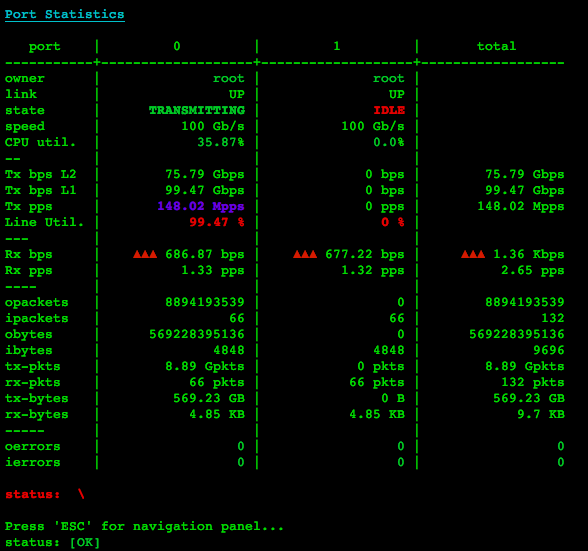 Port Statistics
port | 0 | 1 | total
-----------+-------------------+-------------------+------------------
owner | root | root |
link | UP | UP |
state | TRANSMITTING | IDLE |
speed | 100 Gb/s | 100 Gb/s |
CPU util. | 35.87% | 0.0% |
-- | | |
Tx bps L2 | 75.79 Gbps | 0 bps | 75.79 Gbps
Tx bps L1 | 99.47 Gbps | 0 bps | 99.47 Gbps
Tx pps | 148.02 Mpps | 0 pps | 148.02 Mpps
Line Util. | 99.47 % | 0 % |
--- | | |
Rx bps | ▲▲▲ 686.87 bps | ▲▲▲ 677.22 bps | ▲▲▲ 1.36 Kbps
Rx pps | 1.33 pps | 1.32 pps | 2.65 pps
---- | | |
opackets | 8894193539 | 0 | 8894193539
ipackets | 66 | 66 | 132
obytes | 569228395136 | 0 | 569228395136
ibytes | 4848 | 4848 | 9696
tx-pkts | 8.89 Gpkts | 0 pkts | 8.89 Gpkts
rx-pkts | 66 pkts | 66 pkts | 132 pkts
tx-bytes | 569.23 GB | 0 B | 569.23 GB
rx-bytes | 4.85 KB | 4.85 KB | 9.7 KB
----- | | |
oerrors | 0 | 0 | 0
ierrors | 0 | 0 | 0
status: \
Press 'ESC' for navigation panel...
status: [OK]